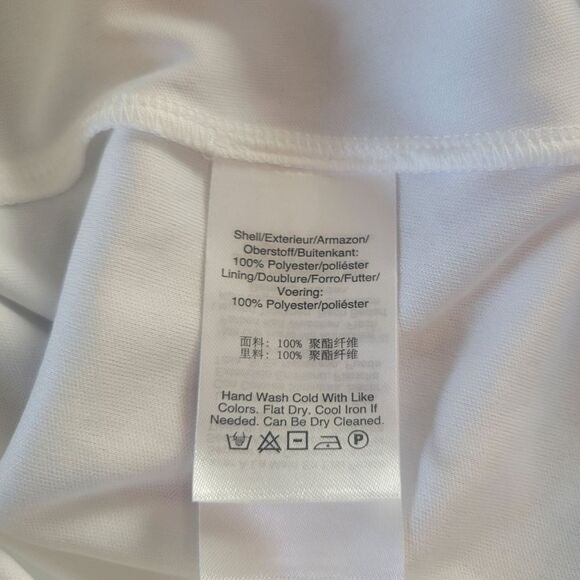 Shell/Exterieur/Armazon/
Oberstoff/Buitenkant:
100% Polyester/poliéster
Lining/Doublure/Forro/Futter/
Voering:
100% Polyester/poliéster
面料: 100% 聚酯纤维
里料: 100% 聚酯纤维
Hand Wash Cold With Like
Colors. Flat Dry. Cool Iron If
Needed. Can Be Dry Cleaned.
P